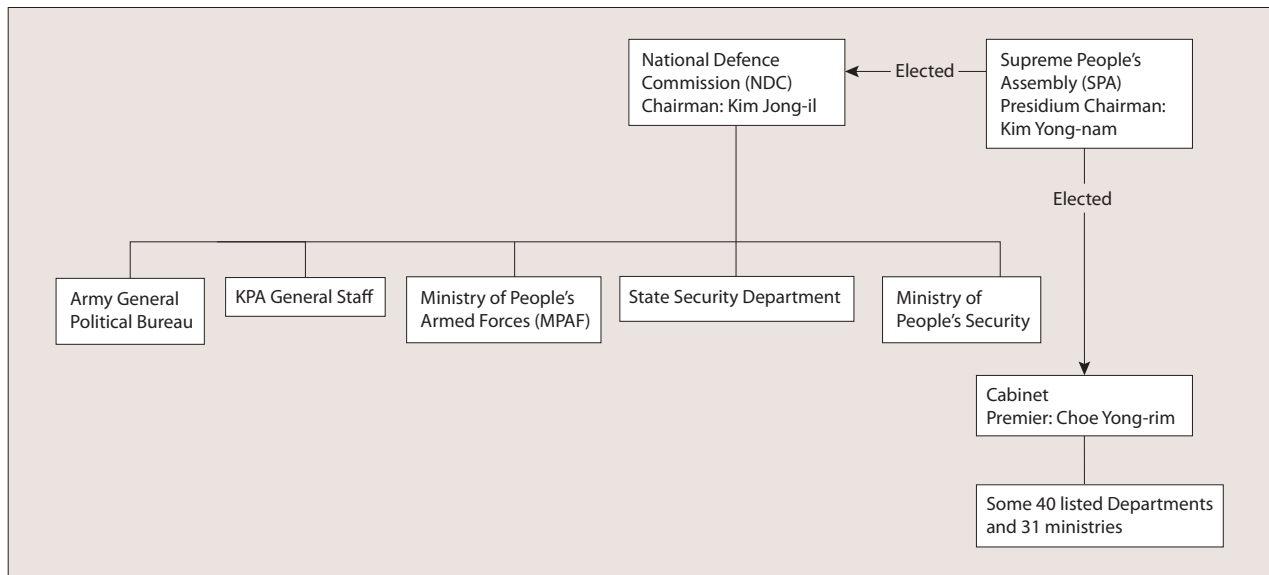 National Defence
Commission (NDC)
Chairman: Kim Jong-il
Elected
Supreme People's
Assembly (SPA)
Presidium Chairman:
Kim Yong-nam
Elected
Army General
Political Bureau
KPA General Staff
Ministry of People's
Armed Forces (MPAF)
State Security Department
Ministry of
People's Security
Cabinet
Premier: Choe Yong-rim
Some 40 listed Departments
and 31 ministries